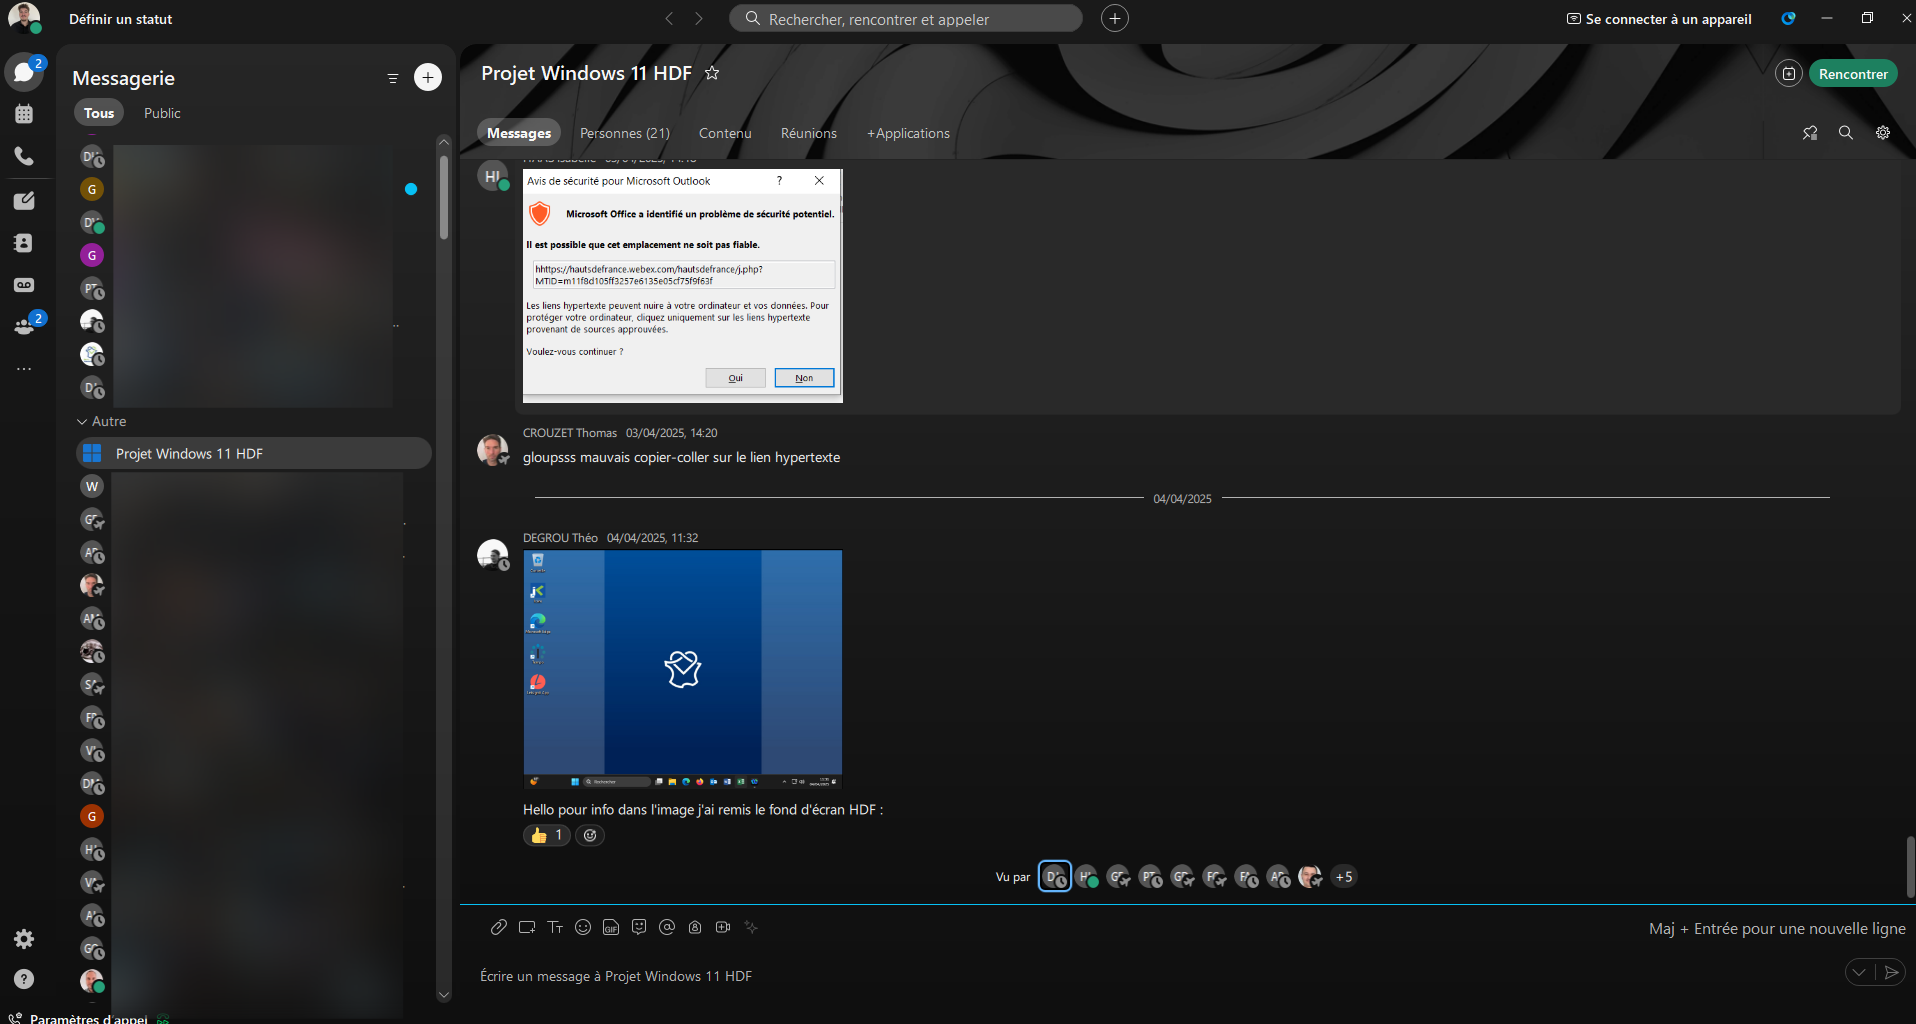 Définir un statut
Rechercher, rencontrer et appeler
Se connecter à un appareil
2
Messagerie
Tous
Public
G
G
2
Autre
Projet Windows 11 HDF
W
G
Paramètres d'appel
Projet Windows 11 HDF
Rencontrer
Messages
Personnes (21)
Contenu
Réunions
+Applications
HI
Avis de sécurité pour Microsoft Outlook
?
Microsoft Office a identifié un problème de sécurité potentiel.
Il est possible que cet emplacement ne soit pas fiable.
hhttps://hautsdefrance.webex.com/hautsdefrance/j.php?
MTID=m11f8d105ff3257e6135e05cf75f9f63f
Les liens hypertexte peuvent nuire à votre ordinateur et vos données. Pour
protéger votre ordinateur, cliquez uniquement sur les liens hypertexte
provenant de sources approuvées.
Voulez-vous continuer ?
Oui
Non
CROUZET Thomas 03/04/2025, 14:20
gloupsss mauvais copier-coller sur le lien hypertexte
04/04/2025
DEGROU Théo 04/04/2025, 11:32
Rechercher
Hello pour info dans l'image j'ai remis le fond d'écran HDF :
1
Vu par
+5
GIF
Maj + Entrée pour une nouvelle ligne
Écrire un message à Projet Windows 11 HDF